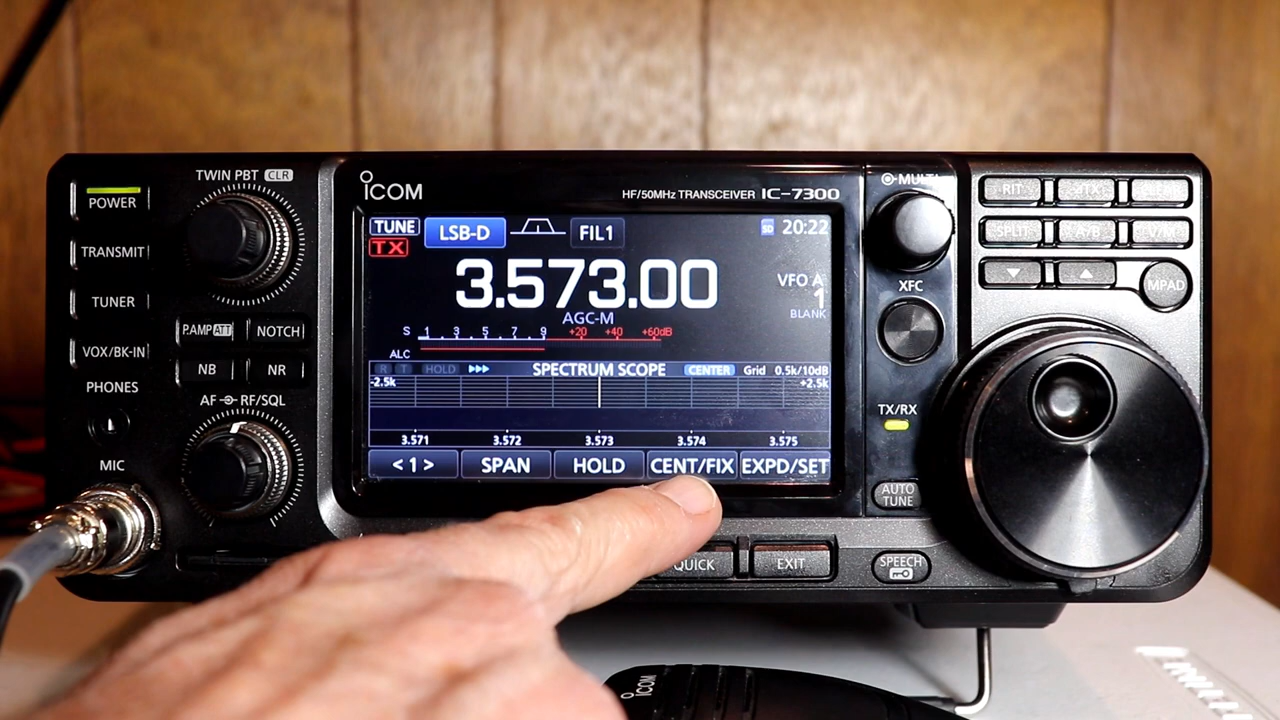 TWIN PBT CLR
POWER
TRANSMIT
TUNER
VOX/BK-IN
PHONES
MIC
P.AMP ATT
NOTCH
NB
NR
AF RF/SQL
ICOM
HF/50MHz TRANSCEIVER IC-7300
TUNE
TX
LSB-D
FIL1
SD
20:22
3.573.00
VFO A
1
BLANK
AGC-M
S 1 3 5 7 9 +20 +40 +60dB
ALC
R T HOLD SPECTRUM SCOPE CENTER Grid 0.5k/10dB
-2.5k +2.5k
3.571 3.572 3.573 3.574 3.575
< 1 > SPAN HOLD CENT/FIX EXPD/SET
QUICK
EXIT
MULTI
XFC
TX/RX
AUTO
TUNE
SPEECH
RIT
SPLIT
A/B
V/M
MPAD
ICOM